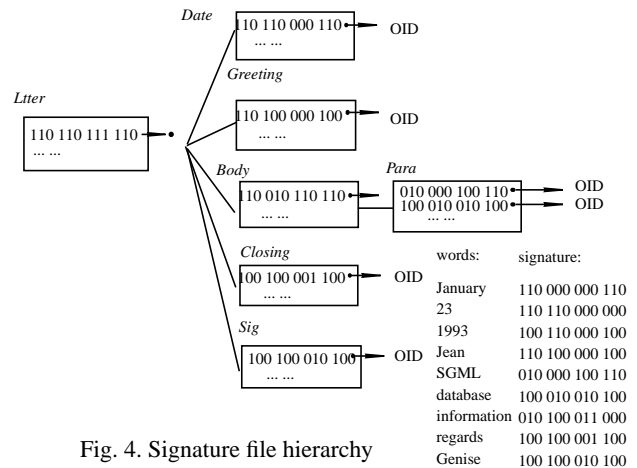 Date
110 110 000 110 OID
... ...
Greeting
Ltter
110 110 111 110
... ...
110 100 000 100 OID
... ...
Body
110 010 110 110
... ...
Para
010 000 100 110 OID
100 010 010 100 OID
... ...
Closing
100 100 001 100 OID
... ...
Sig
100 100 010 100 OID
... ...
words: signature:
January 110 000 000 110
23 110 110 000 000
1993 100 110 000 100
Jean 110 100 000 100
SGML 010 000 100 110
database 100 010 010 100
information 010 100 011 000
regards 100 100 001 100
Genise 100 100 010 100
Fig. 4. Signature file hierarchy